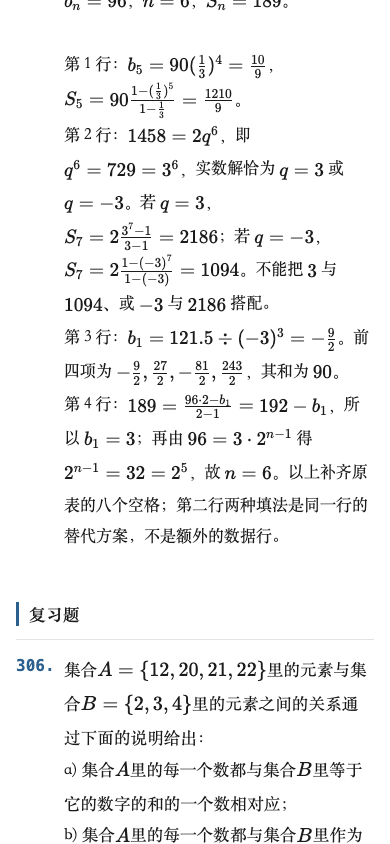 bₙ = 96, n = 6, Sₙ = 189。
第 1 行：b₅ = 90(1/3)⁴ = 10/9，
S₅ = 90 (1−(1/3)⁵)/(1−1/3) = 1210/9。
第 2 行：1458 = 2q⁶，即
q⁶ = 729 = 3⁶，实数解恰为 q = 3 或
q = −3。若 q = 3，
S₇ = 2 (3⁷−1)/(3−1) = 2186；若 q = −3，
S₇ = 2 (1−(−3)⁷)/(1−(−3)) = 1094。不能把 3 与
1094、或 −3 与 2186 搭配。
第 3 行：b₁ = 121.5 ÷ (−3)³ = −9/2。前
四项为 −9/2, 27/2, −81/2, 243/2，其和为 90。
第 4 行：189 = (96·2−b₁)/(2−1) = 192 − b₁，所
以 b₁ = 3；再由 96 = 3 · 2ⁿ⁻¹ 得
2ⁿ⁻¹ = 32 = 2⁵，故 n = 6。以上补齐原
表的八个空格；第二行两种填法是同一行的
替代方案，不是额外的数据行。
复习题
306. 集合A = {12, 20, 21, 22}里的元素与集
合B = {2, 3, 4}里的元素之间的关系通
过下面的说明给出：
a) 集合A里的每一个数都与集合B里等于
它的数字的和的一个数相对应；
b) 集合A里的每一个数都与集合B里作为